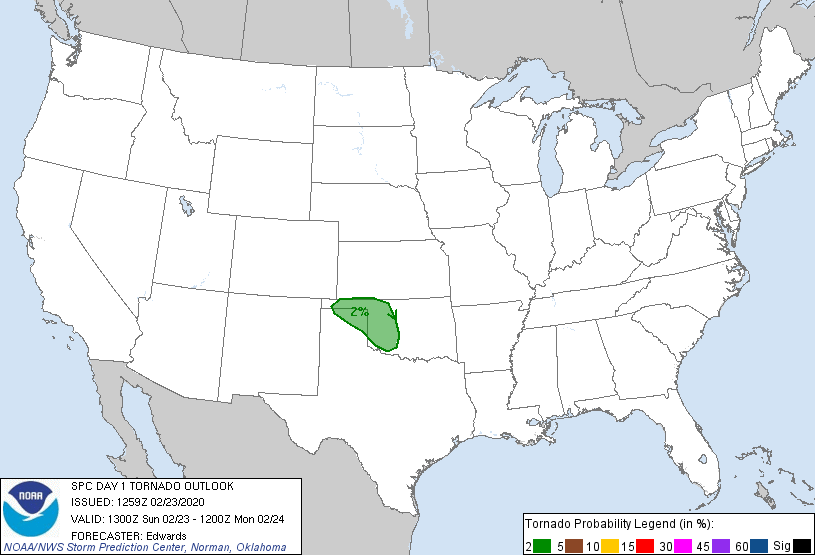 2%
NOAA
SPC DAY 1 TORNADO OUTLOOK
ISSUED: 1259Z 02/23/2020
VALID: 1300Z Sun 02/23 - 1200Z Mon 02/24
FORECASTER: Edwards
NOAA/NWS Storm Prediction Center, Norman, Oklahoma
Tornado Probability Legend (in %):
2 5 10 15 30 45 60 Sig